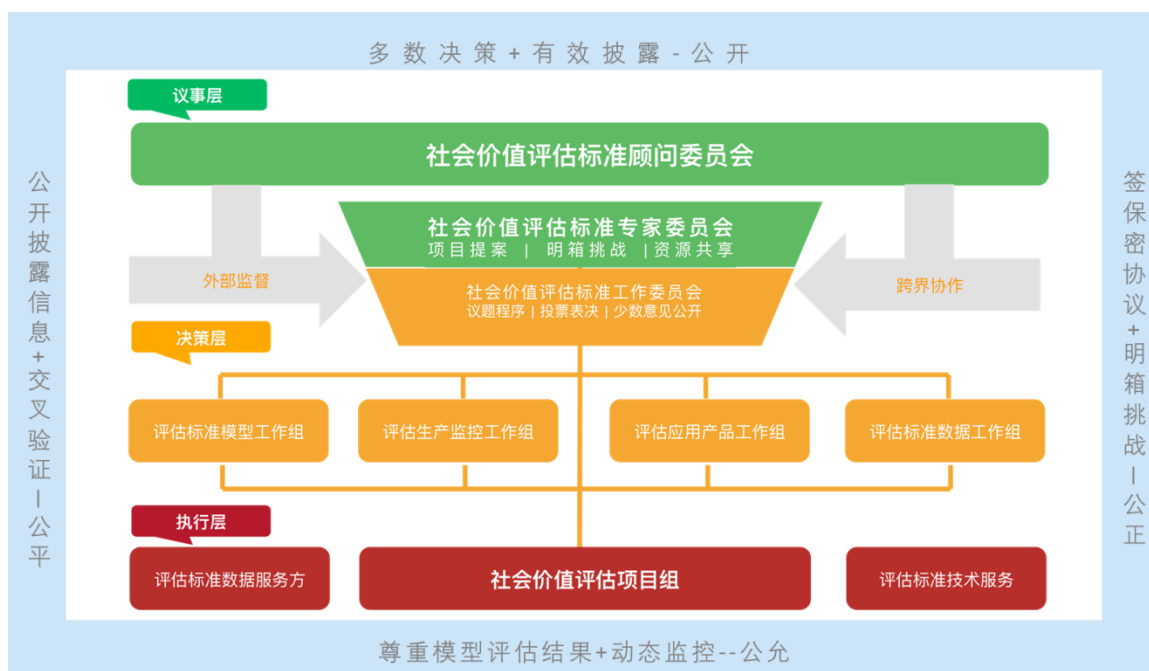 多数决策+有效披露-公开
议事层
社会价值评估标准顾问委员会
公开披露信息+交叉验证—公平
签保密协议+明箱挑战—公正
社会价值评估标准专家委员会
项目提案 | 明箱挑战 |资源共享
外部监督
跨界协作
社会价值评估标准工作委员会
议题程序|投票表决|少数意见公开
决策层
评估标准模型工作组
评估生产监控工作组
评估应用产品工作组
评估标准数据工作组
执行层
评估标准数据服务方
社会价值评估项目组
评估标准技术服务
尊重模型评估结果+动态监控--公允